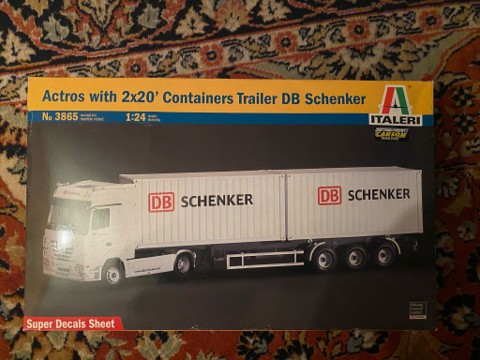 Actros with 2x20' Containers Trailer DB Schenker
ITALERI
No 3865
1:24
CARSON
DB SCHENKER
DB SCHENKER
Super Decals Sheet